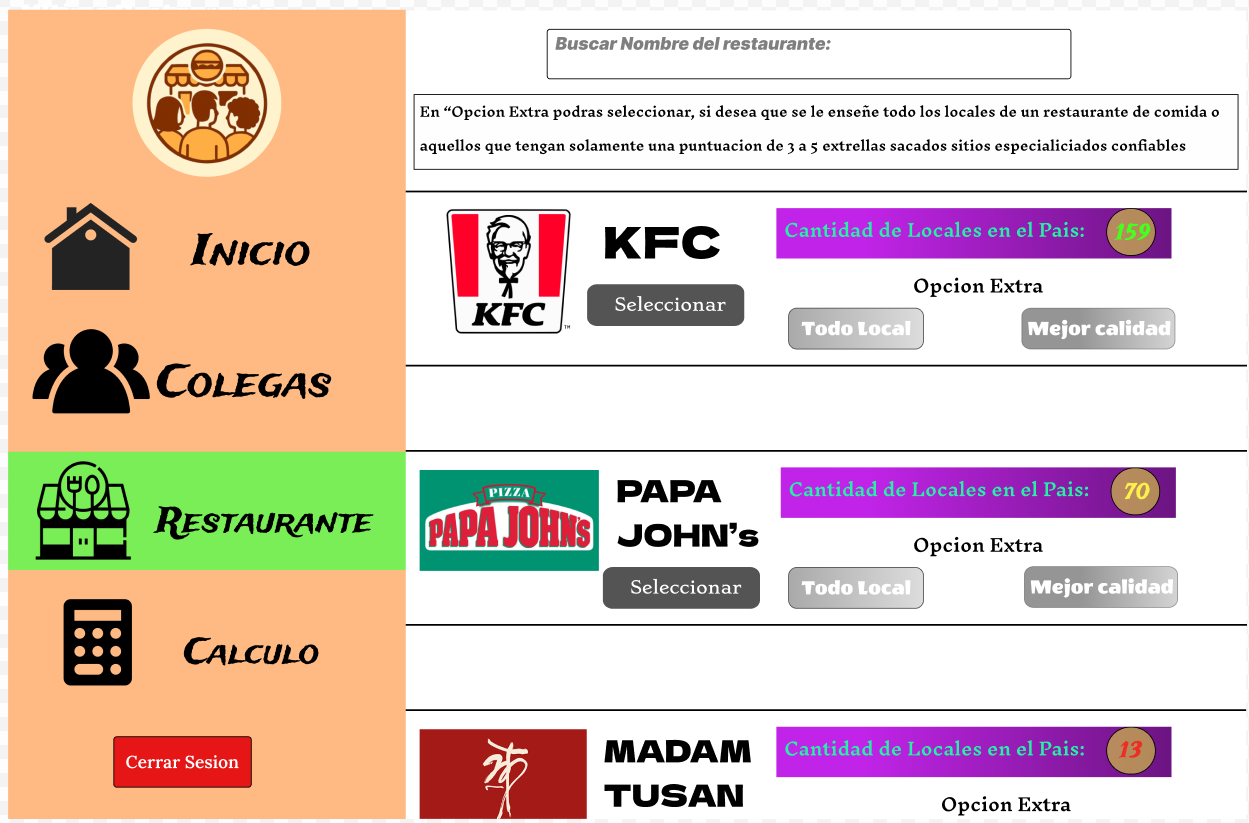 Buscar Nombre del restaurante:
En “Opcion Extra podras seleccionar, si desea que se le enseñe todo los locales de un restaurante de comida o
aquellos que tengan solamente una puntuacion de 3 a 5 extrellas sacados sitios especialiciados confiables
INICIO
COLEGAS
RESTAURANTE
CALCULO
Cerrar Sesion
KFC
TM
KFC
Seleccionar
Cantidad de Locales en el Pais: 159
Opcion Extra
Todo Local Mejor calidad
PIZZA
PAPA JOHN'S
PAPA
JOHN’s
Seleccionar
Cantidad de Locales en el Pais: 70
Opcion Extra
Todo Local Mejor calidad
MADAM
TUSAN
Cantidad de Locales en el Pais: 13
Opcion Extra